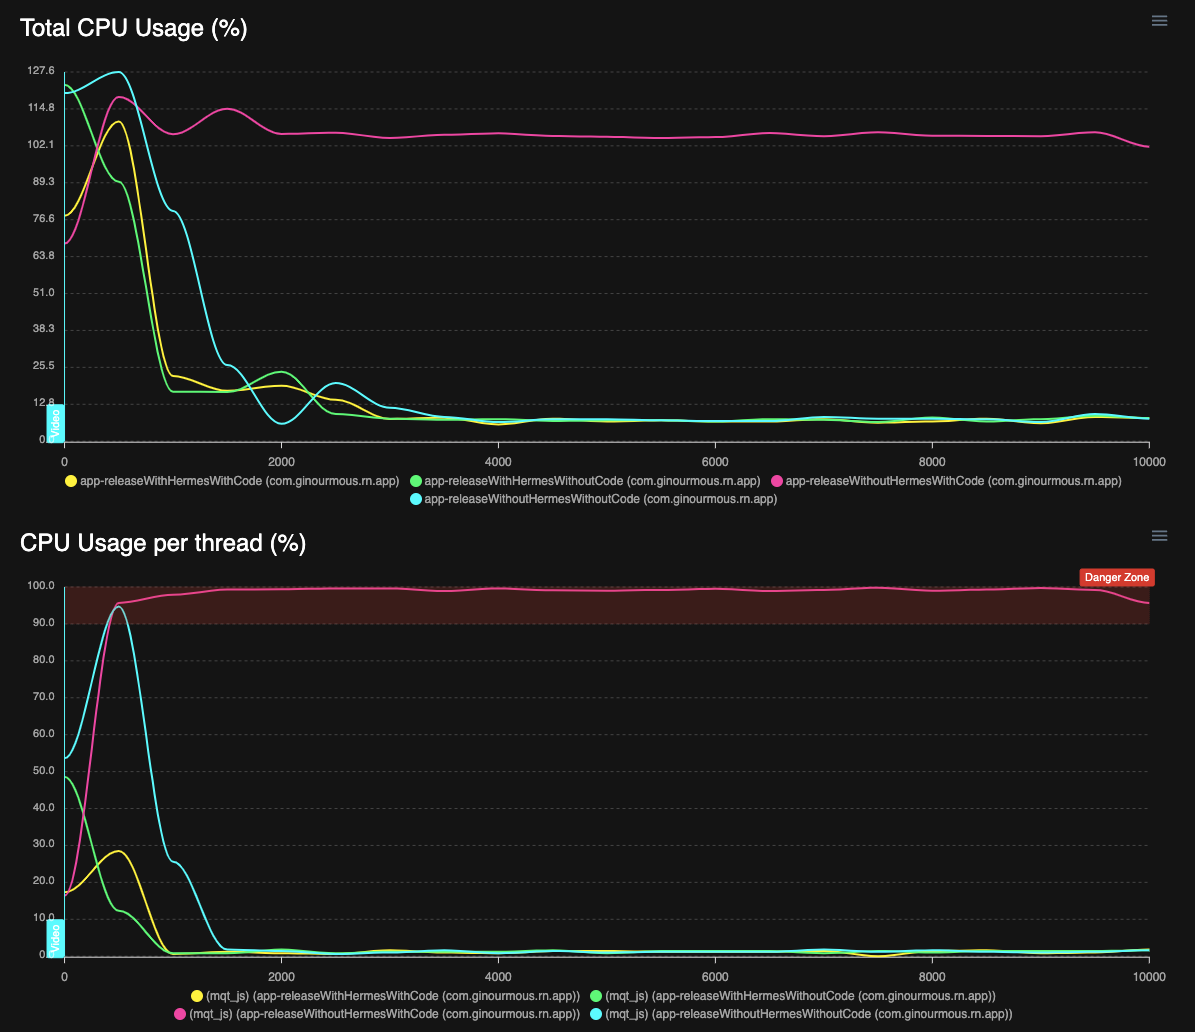 Total CPU Usage (%)
127.6
114.8
102.1
89.3
76.6
63.8
51.0
38.3
25.5
12.8
0
Video
0 2000 4000 6000 8000 10000
app-releaseWithHermesWithCode (com.ginourmous.rn.app) app-releaseWithHermesWithoutCode (com.ginourmous.rn.app) app-releaseWithoutHermesWithCode (com.ginourmous.rn.app)
app-releaseWithoutHermesWithoutCode (com.ginourmous.rn.app)
CPU Usage per thread (%)
Danger Zone
100.0
90.0
80.0
70.0
60.0
50.0
40.0
30.0
20.0
10.0
0
Video
0 2000 4000 6000 8000 10000
(mqt_js) (app-releaseWithHermesWithCode (com.ginourmous.rn.app)) (mqt_js) (app-releaseWithHermesWithoutCode (com.ginourmous.rn.app))
(mqt_js) (app-releaseWithoutHermesWithCode (com.ginourmous.rn.app)) (mqt_js) (app-releaseWithoutHermesWithoutCode (com.ginourmous.rn.app))